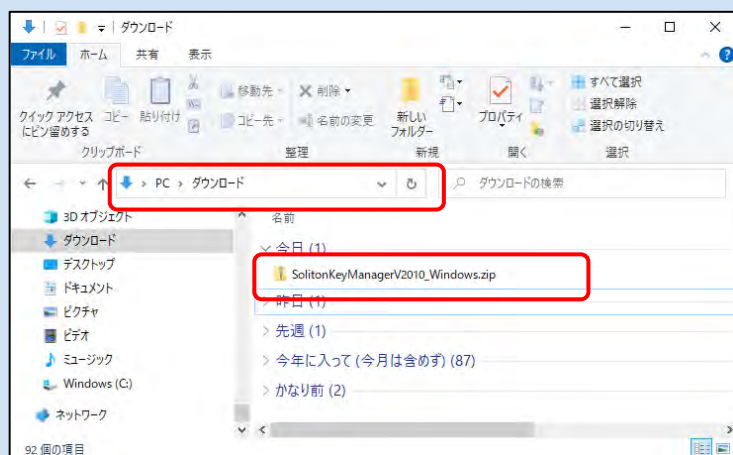 ダウンロード
ファイル ホーム 共有 表示
クイック アクセス
にピン留めする
コピー 貼り付け
移動先
コピー先
削除
名前の変更
新しい
フォルダー
プロパティ
すべて選択
選択解除
選択の切り替え
クリップボード 整理 新規 開く 選択
PC › ダウンロード
ダウンロードの検索
3D オブジェクト
ダウンロード
デスクトップ
ドキュメント
ピクチャ
ビデオ
ミュージック
Windows (C:)
ネットワーク
名前
今日 (1)
SolitonKeyManagerV2010_Windows.zip
昨日 (1)
先週 (1)
今年に入って (今月は含めず) (87)
かなり前 (2)
92 個の項目